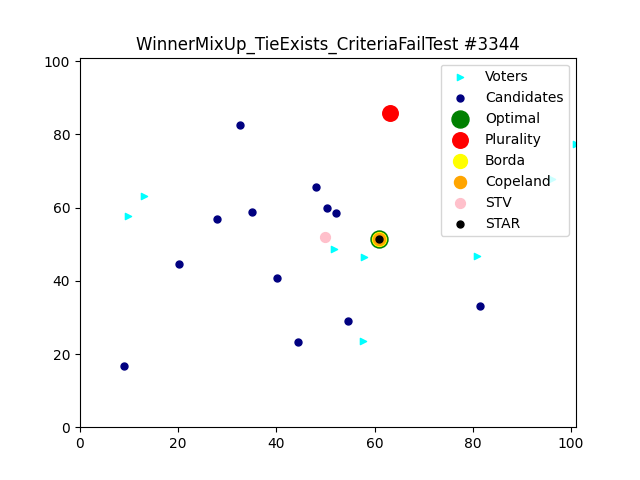 WinnerMixUp_TieExists_CriteriaFailTest #3344
100
80
60
40
20
0
0
20
40
60
80
100
Voters
Candidates
Optimal
Plurality
Borda
Copeland
STV
STAR